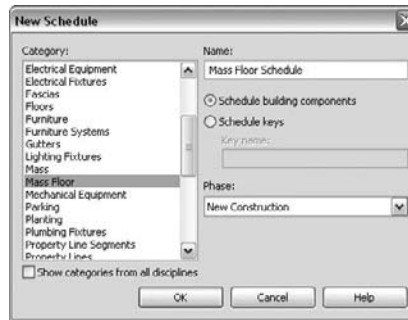 New Schedule
Category:
Electrical Equipment
Electrical Fixtures
Fascias
Floors
Furniture
Furniture Systems
Gutters
Lighting Fixtures
Mass
Mass Floor
Mechanical Equipment
Parking
Planting
Plumbing Fixtures
Property Line Segments
Property Lines
Show categories from all disciplines
Name:
Mass Floor Schedule
Schedule building components
Schedule keys
Key name:
Phase:
New Construction
OK
Cancel
Help